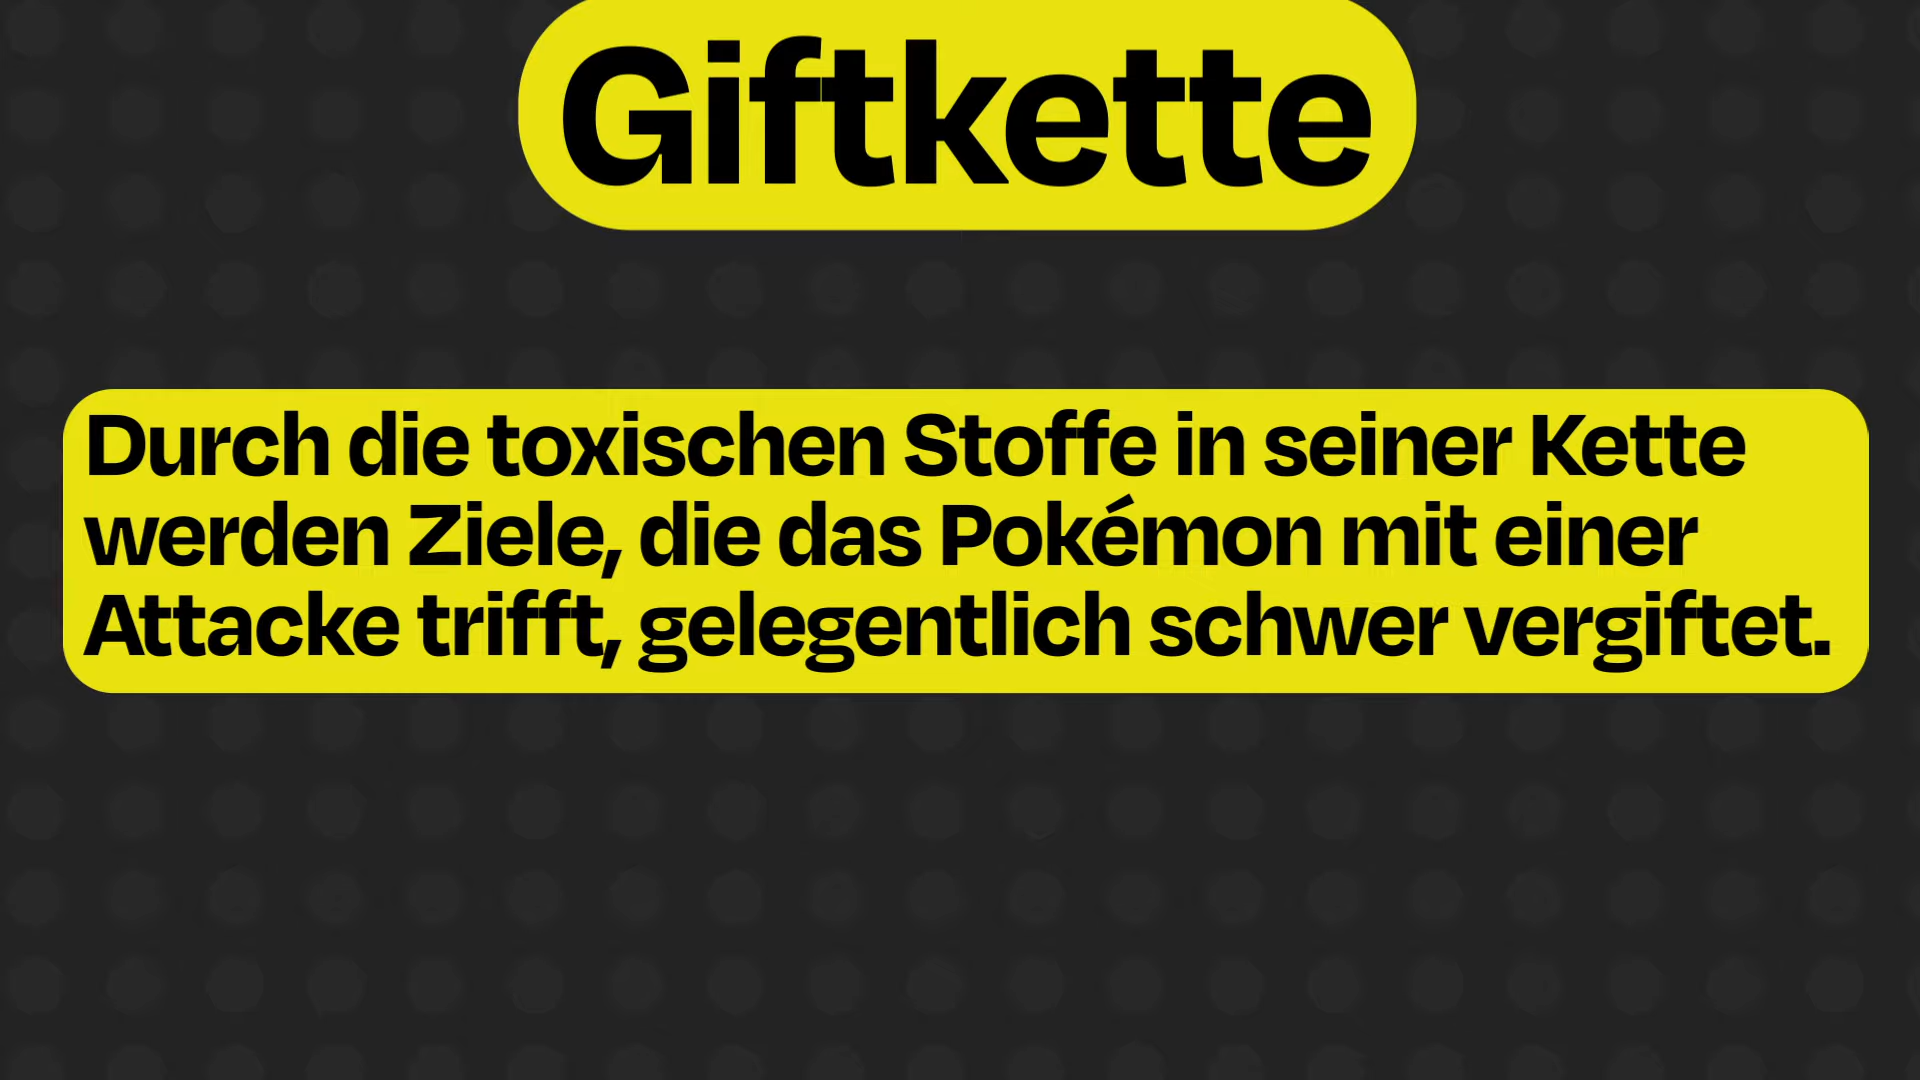 Giftkette
Durch die toxischen Stoffe in seiner Kette
werden Ziele, die das Pokémon mit einer
Attacke trifft, gelegentlich schwer vergiftet.